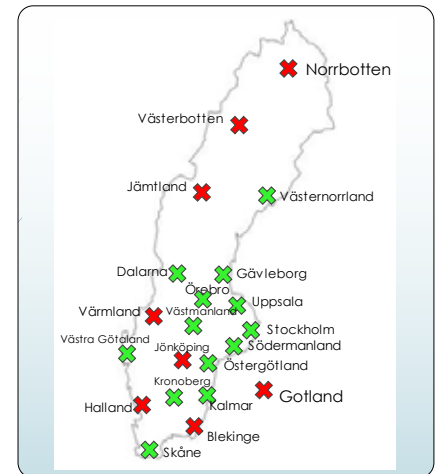 Norrbotten
Västerbotten
Jämtland
Västernorrland
Dalarna
Gävleborg
Örebro
Uppsala
Värmland
Västmanland
Stockholm
Västra Götaland
Jönköping
Södermanland
Östergötland
Kronoberg
Gotland
Halland
Kalmar
Blekinge
Skåne